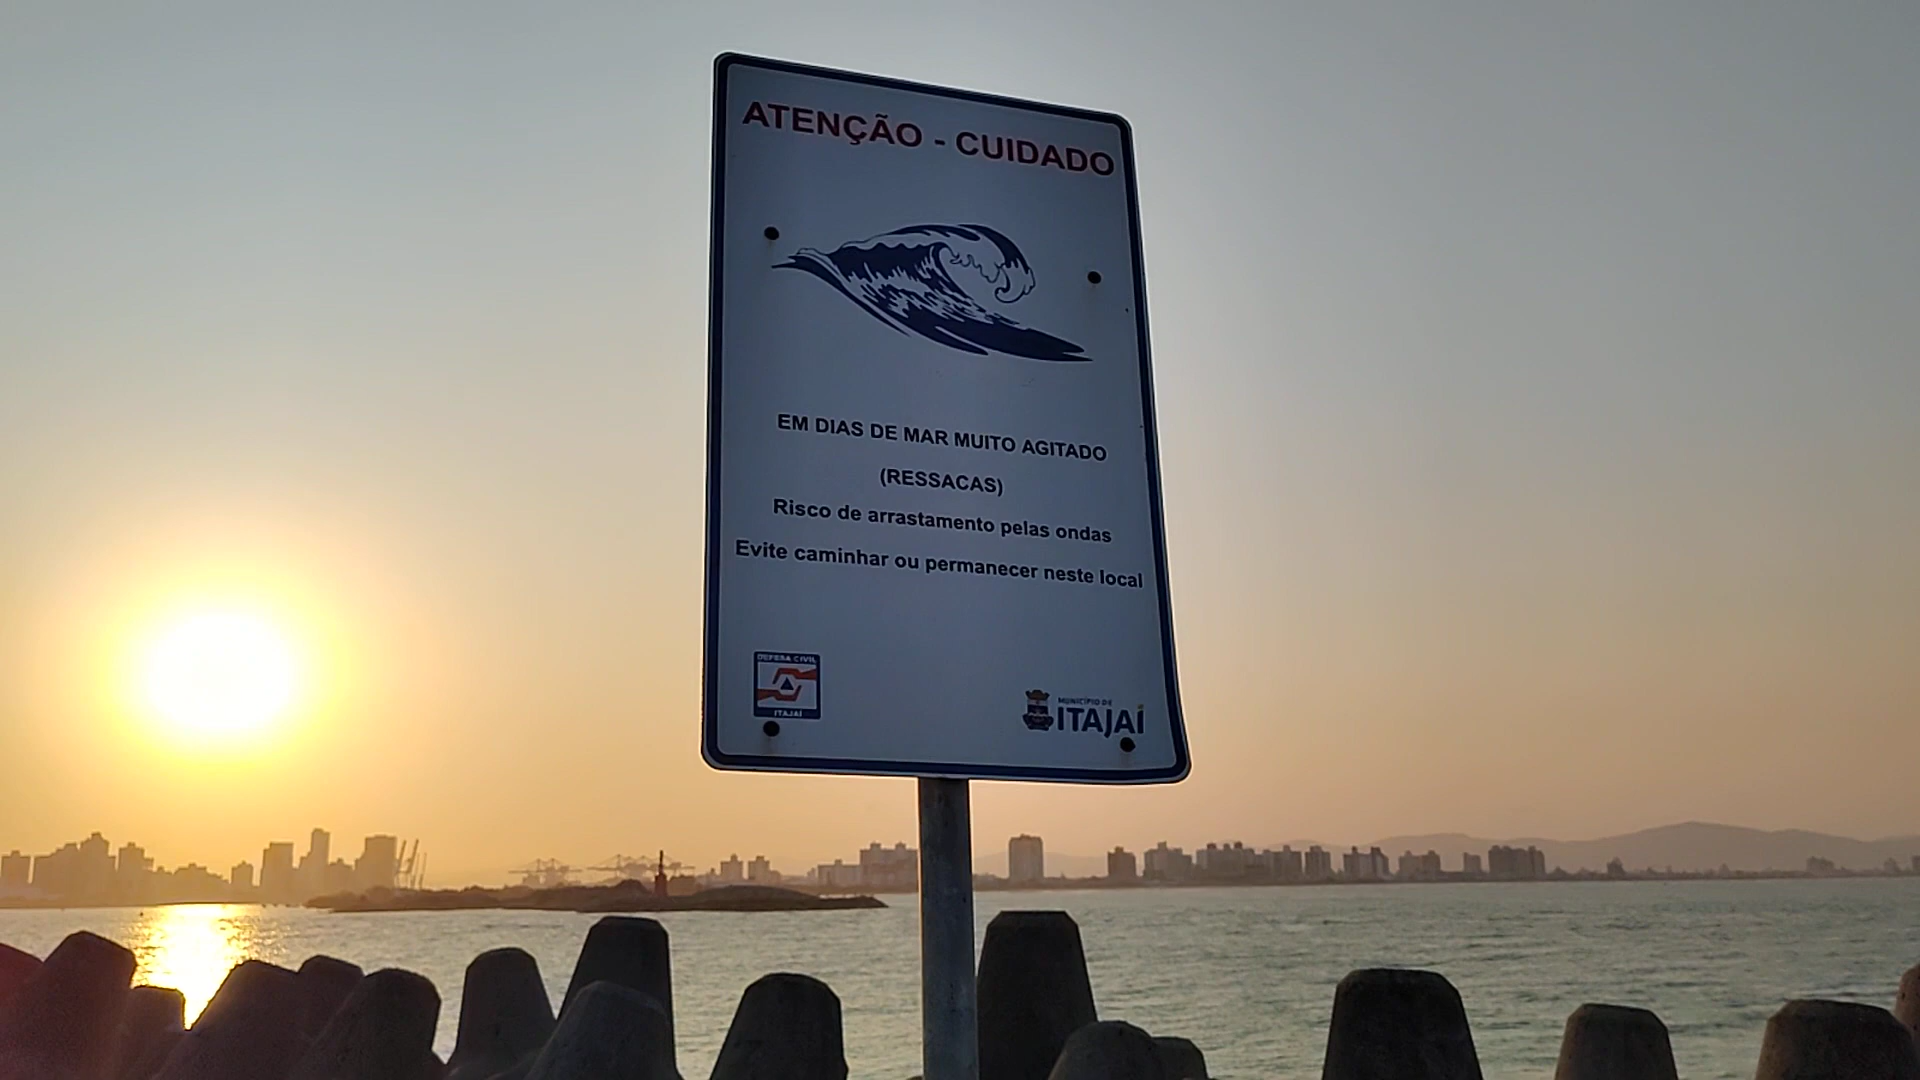 ATENÇÃO - CUIDADO
EM DIAS DE MAR MUITO AGITADO
(RESSACAS)
Risco de arrastamento pelas ondas
Evite caminhar ou permanecer neste local
DEFESA CIVIL
ITAJAÍ
MUNICÍPIO DE
ITAJAÍ